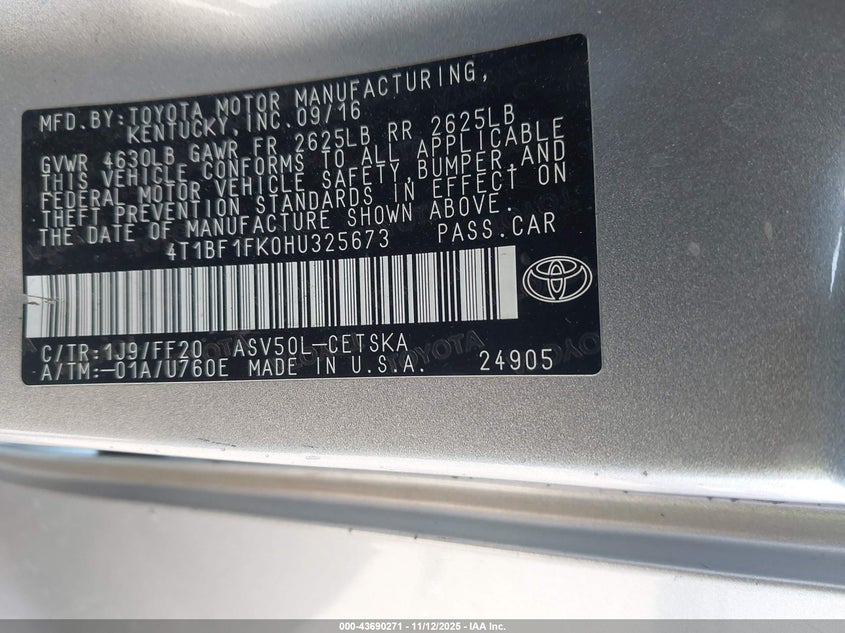 MFD.BY:TOYOTA MOTOR MANUFACTURING,
KENTUCKY,INC.09/16
GVWR 4630LB GAWR FR 2625LB RR 2625LB
THIS VEHICLE CONFORMS TO ALL APPLICABLE
FEDERAL MOTOR VEHICLE SAFETY,BUMPER,AND
THEFT PREVENTION STANDARDS IN EFFECT ON
THE DATE OF MANUFACTURE SHOWN ABOVE.
4T1BF1FK0HU325673 PASS.CAR
C/TR:1J9/FF20 ASV50L-CETSKA
A/TM:-01A/U760E MADE IN U.S.A. 24905
000-43690271 - 11/12/2025 - IAA Inc.